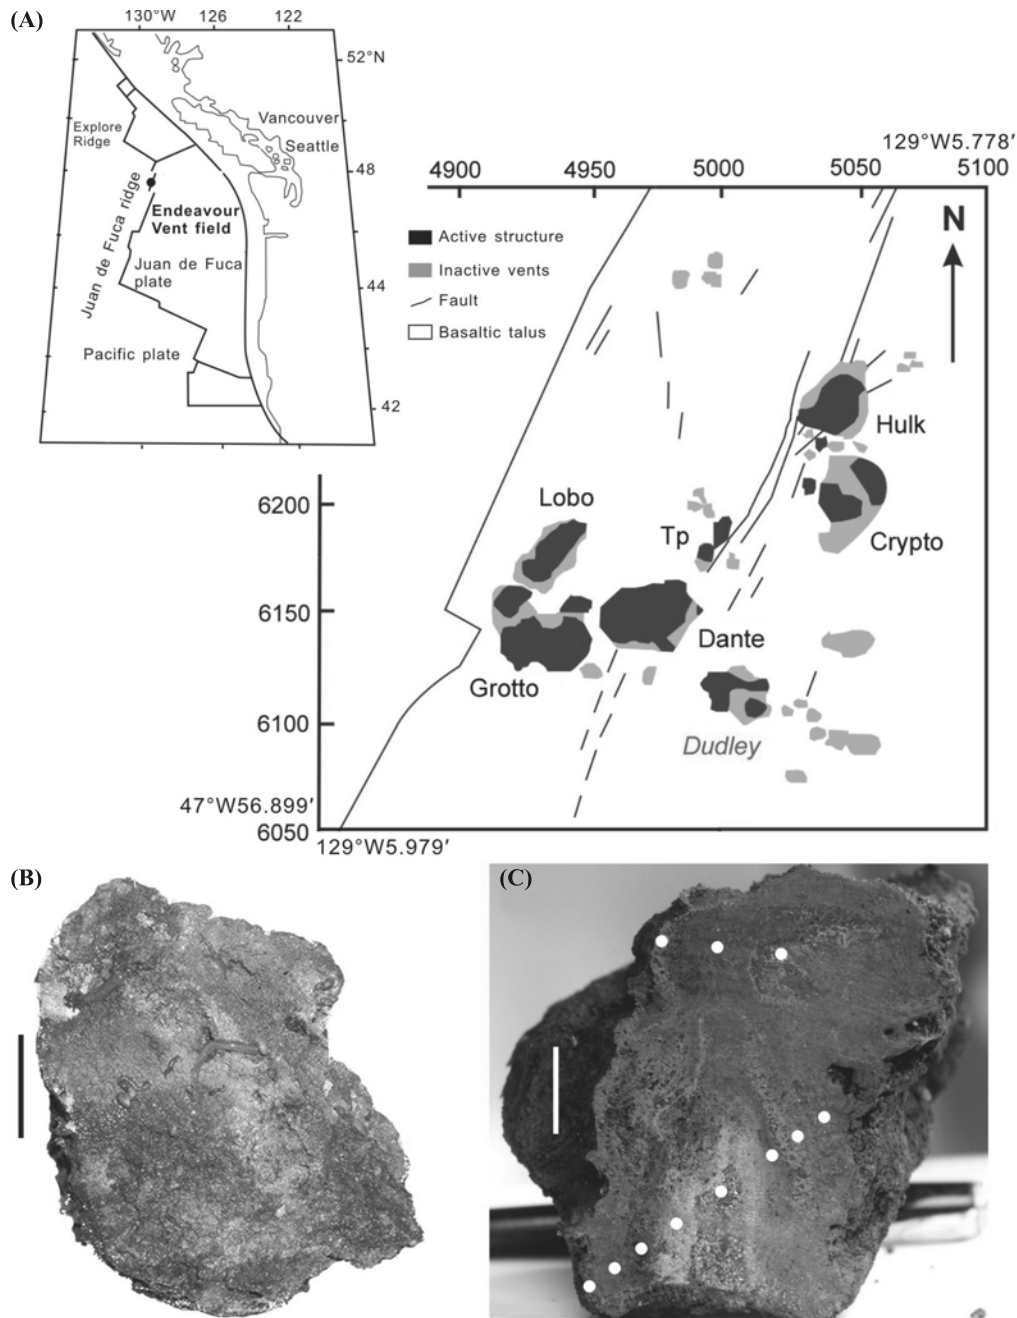 (A)
130°W 126 122
52°N
Vancouver
Explore
Ridge
Seattle
48
Juan de Fuca ridge
Endeavour
Vent field
Juan de Fuca
plate
44
Pacific plate
42
129°W5.778′
4900 4950 5000 5050 5100
Active structure
Inactive vents
Fault
Basaltic talus
N
Hulk
6200
Lobo
Tp
Crypto
6150
Dante
Grotto
6100
Dudley
47°W56.899′
6050
129°W5.979′
(B)
(C)